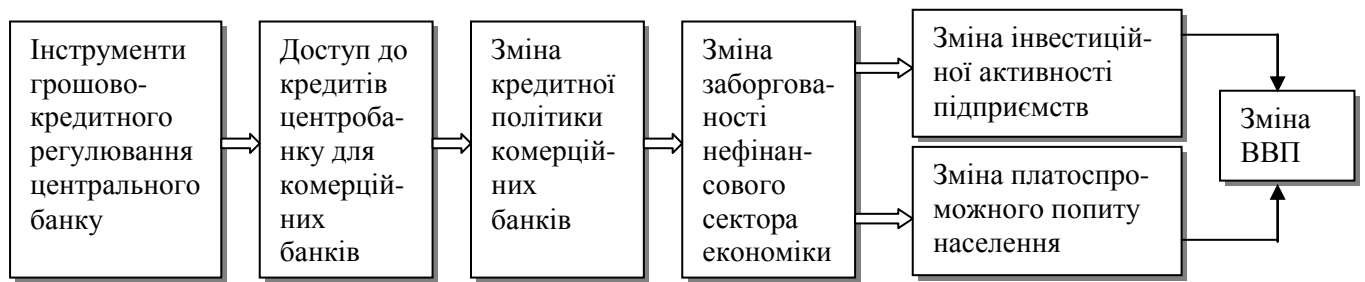 Інструменти
грошово-
кредитного
регулювання
центрального
банку
Доступ до
кредитів
центроба-
нку для
комерцій-
них
банків
Зміна
кредитної
політики
комерцій-
них
банків
Зміна
заборгова-
ності
нефінан-
сового
сектора
економіки
Зміна інвестицій-
ної активності
підприємств
Зміна платоспро-
можного попиту
населення
Зміна
ВВП